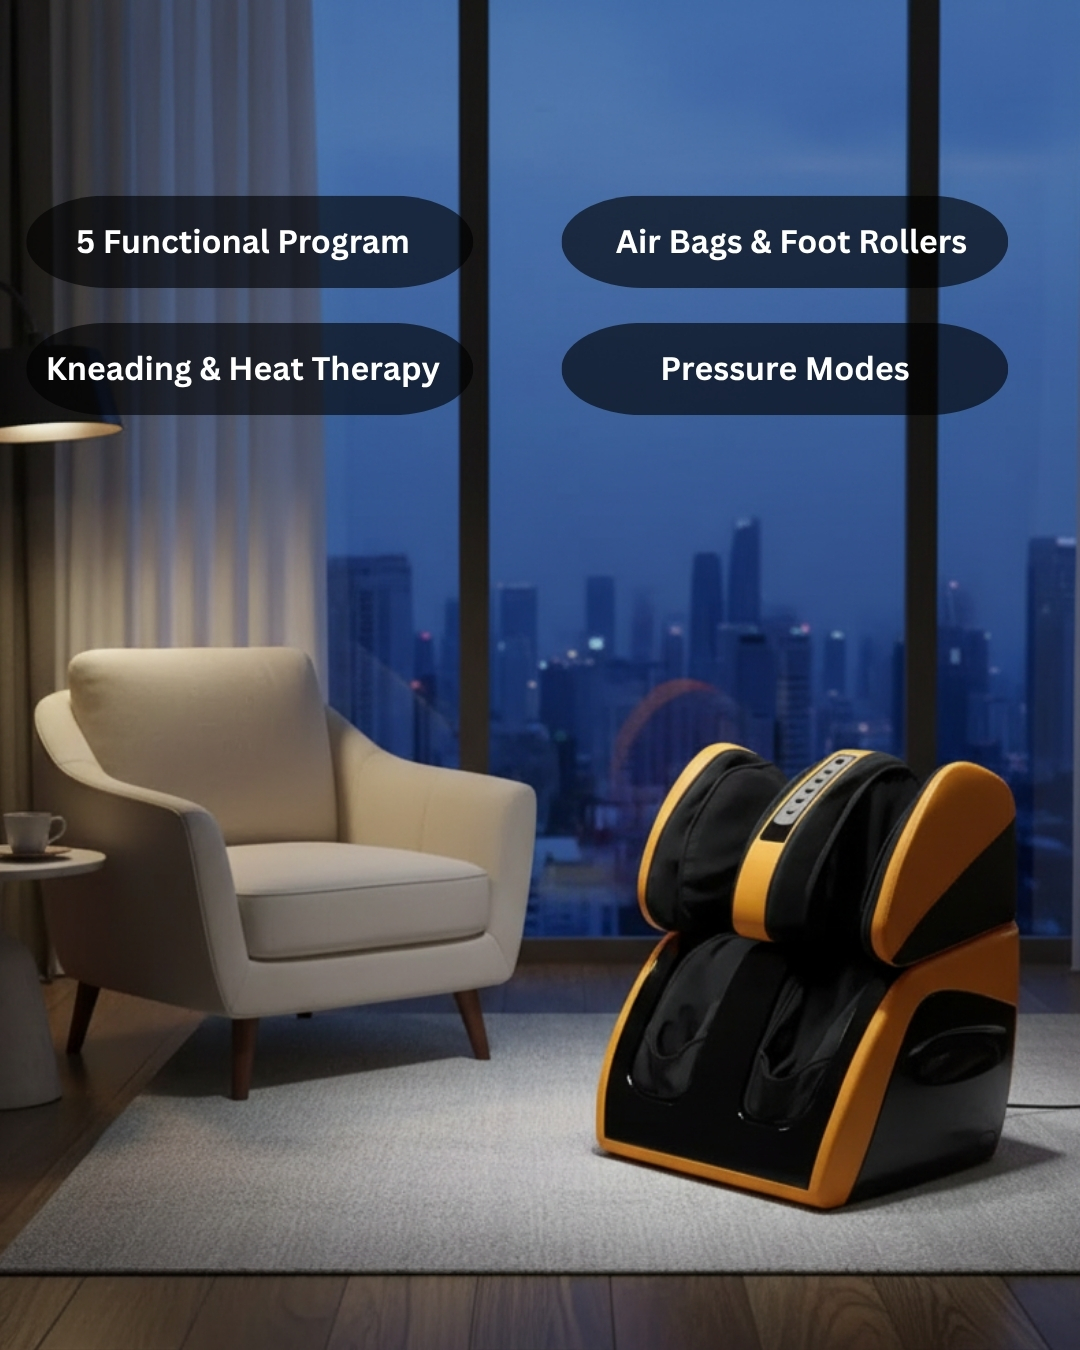 5 Functional Program
Air Bags & Foot Rollers
Kneading & Heat Therapy
Pressure Modes